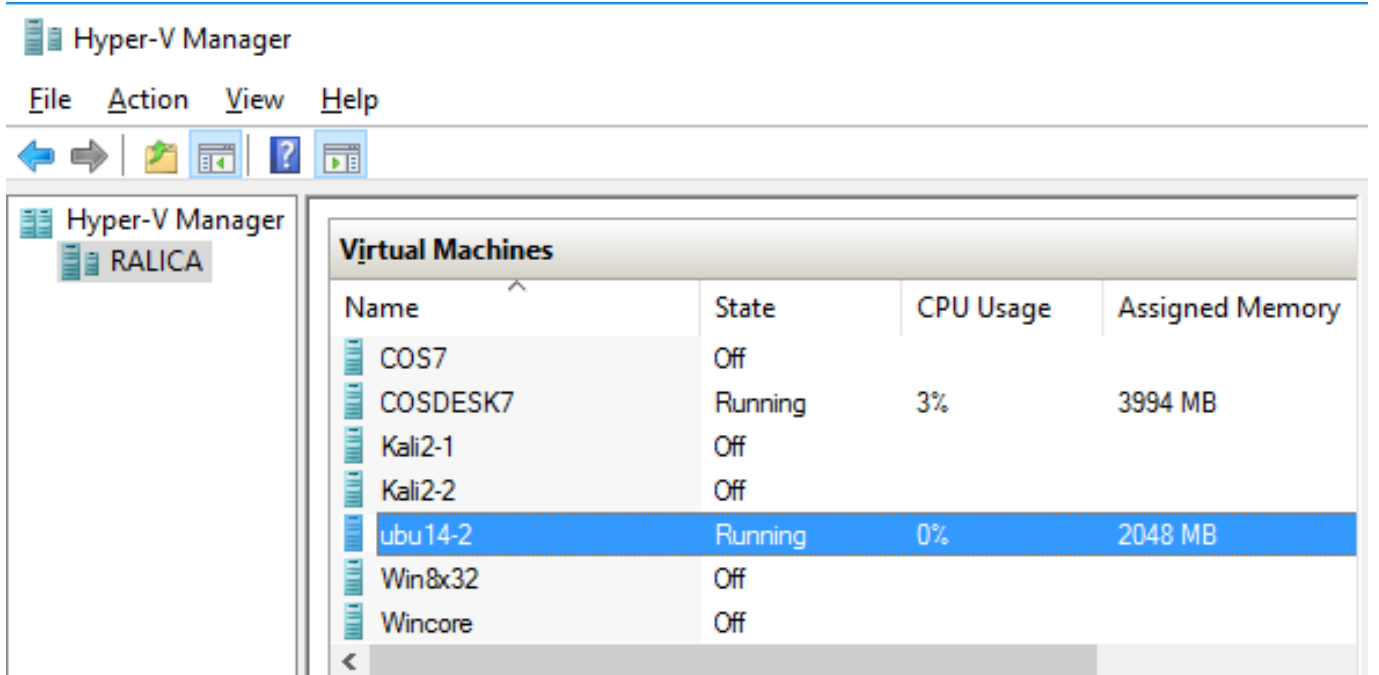 Hyper-V Manager
File Action View Help
Hyper-V Manager
RALICA
Virtual Machines
Name State CPU Usage Assigned Memory
COS7 Off
COSDESK7 Running 3% 3994 MB
Kali2-1 Off
Kali2-2 Off
ubu14-2 Running 0% 2048 MB
Win8x32 Off
Wincore Off